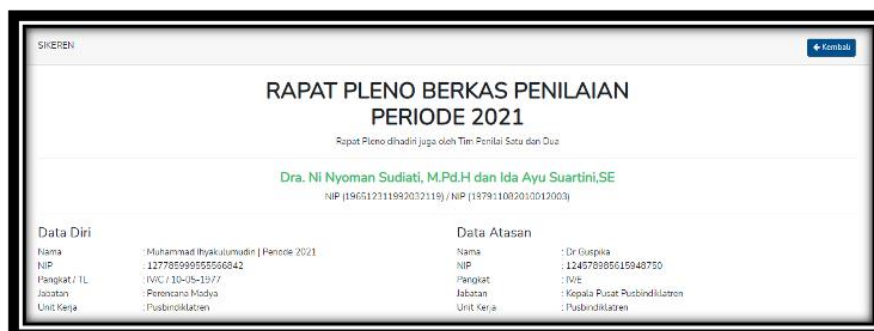 SIKEREN
Kembali
RAPAT PLENO BERKAS PENILAIAN
PERIODE 2021
Rapat Pleno dihadiri juga oleh Tim Penilai Satu dan Dua
Dra. Ni Nyoman Sudiati, M.Pd.H dan Ida Ayu Suartini,SE
NIP (196512311992032119) / NIP (197911082010012003)
Data Diri
Nama : Muhammad Ihyakulumudin | Periode 2021
NIP : 127785999555566842
Pangkat / TL : IV/C / 10-05-1977
Jabatan : Perencana Madya
Unit Kerja : Pusbindiklatren
Data Atasan
Nama : Dr Guspika
NIP : 124578985615948750
Pangkat : IV/E
Jabatan : Kepala Pusat Pusbindiklatren
Unit Kerja : Pusbindiklatren